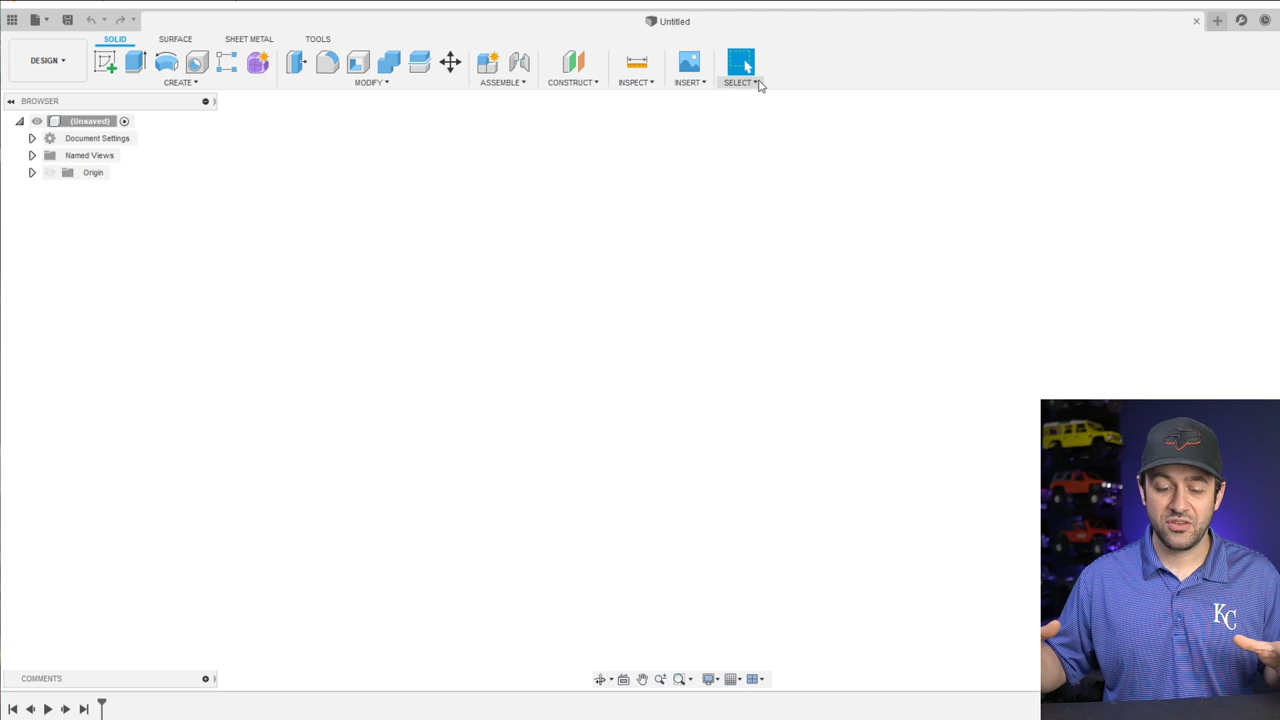 Untitled
SOLID SURFACE SHEET METAL TOOLS
DESIGN
CREATE MODIFY ASSEMBLE CONSTRUCT INSPECT INSERT SELECT
BROWSER
(Unsaved)
Document Settings
Named Views
Origin
KC
COMMENTS